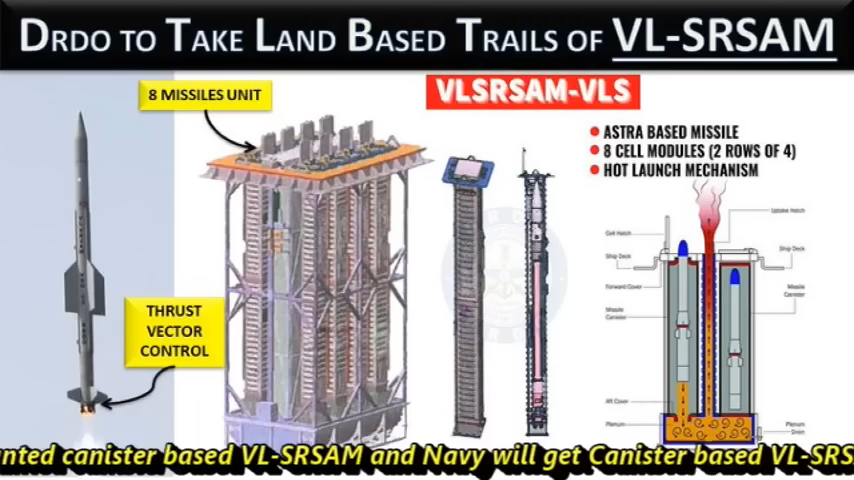 DRDO TO TAKE LAND BASED TRAILS OF VL-SRSAM
8 MISSILES UNIT
VLSRSAM-VLS
ASTRA BASED MISSILE
8 CELL MODULES (2 ROWS OF 4)
HOT LAUNCH MECHANISM
Uptake Hatch
Cell Hatch
Ship Deck
Ship Deck
Forward Cover
Missile
Canister
Missile
Canister
THRUST
VECTOR
CONTROL
Aft Cover
Plenum
Plenum
Drain
unted canister based VL-SRSAM and Navy will get Canister based VL-SRS